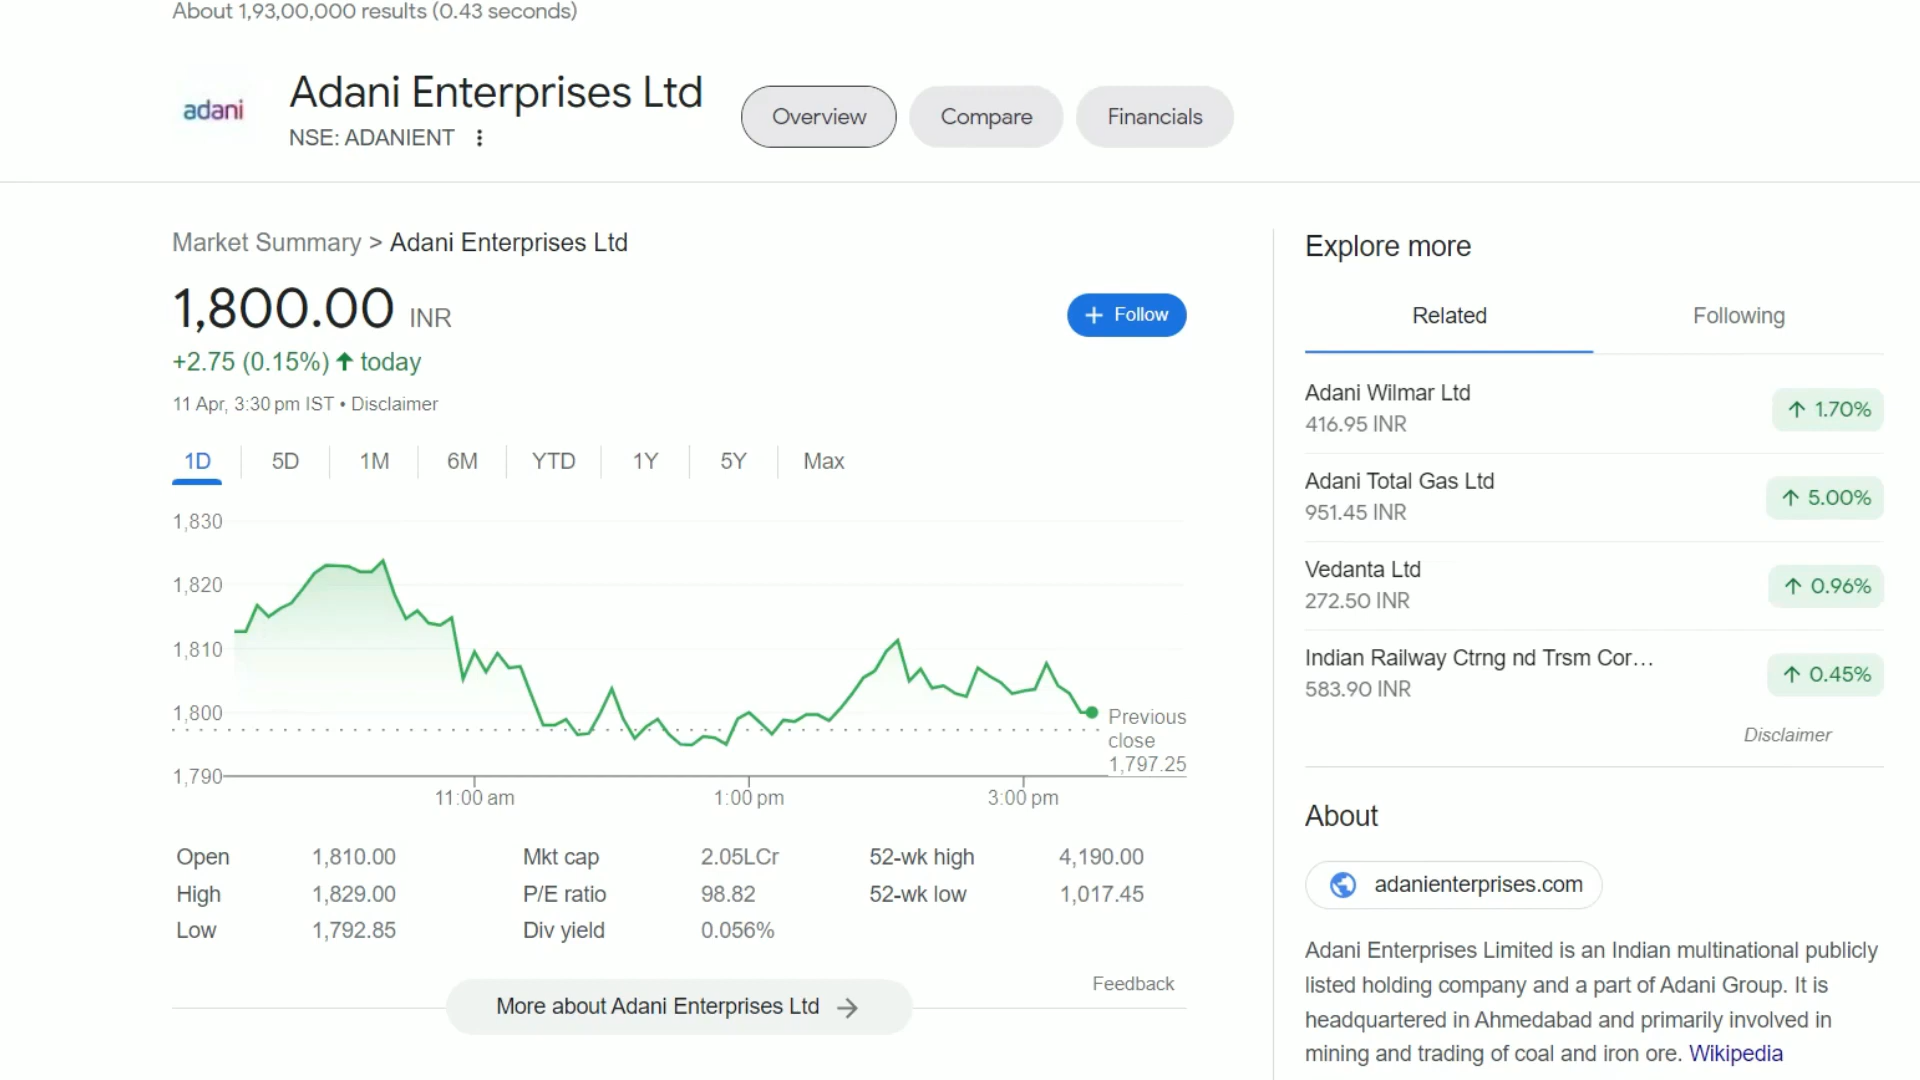 About 1,93,00,000 results (0.43 seconds)
adani
Adani Enterprises Ltd
NSE: ADANIENT
Overview
Compare
Financials
Market Summary > Adani Enterprises Ltd
1,800.00 INR
+ Follow
+2.75 (0.15%) ↑ today
11 Apr, 3:30 pm IST • Disclaimer
1D 5D 1M 6M YTD 1Y 5Y Max
1,830
1,820
1,810
1,800
1,790
Previous
close
1,797.25
11:00 am 1:00 pm 3:00 pm
Open 1,810.00 Mkt cap 2.05LCr 52-wk high 4,190.00
High 1,829.00 P/E ratio 98.82 52-wk low 1,017.45
Low 1,792.85 Div yield 0.056%
Feedback
More about Adani Enterprises Ltd →
Explore more
Related Following
Adani Wilmar Ltd
416.95 INR
↑ 1.70%
Adani Total Gas Ltd
951.45 INR
↑ 5.00%
Vedanta Ltd
272.50 INR
↑ 0.96%
Indian Railway Ctrng nd Trsm Cor...
583.90 INR
↑ 0.45%
Disclaimer
About
adanienterprises.com
Adani Enterprises Limited is an Indian multinational publicly
listed holding company and a part of Adani Group. It is
headquartered in Ahmedabad and primarily involved in
mining and trading of coal and iron ore. Wikipedia